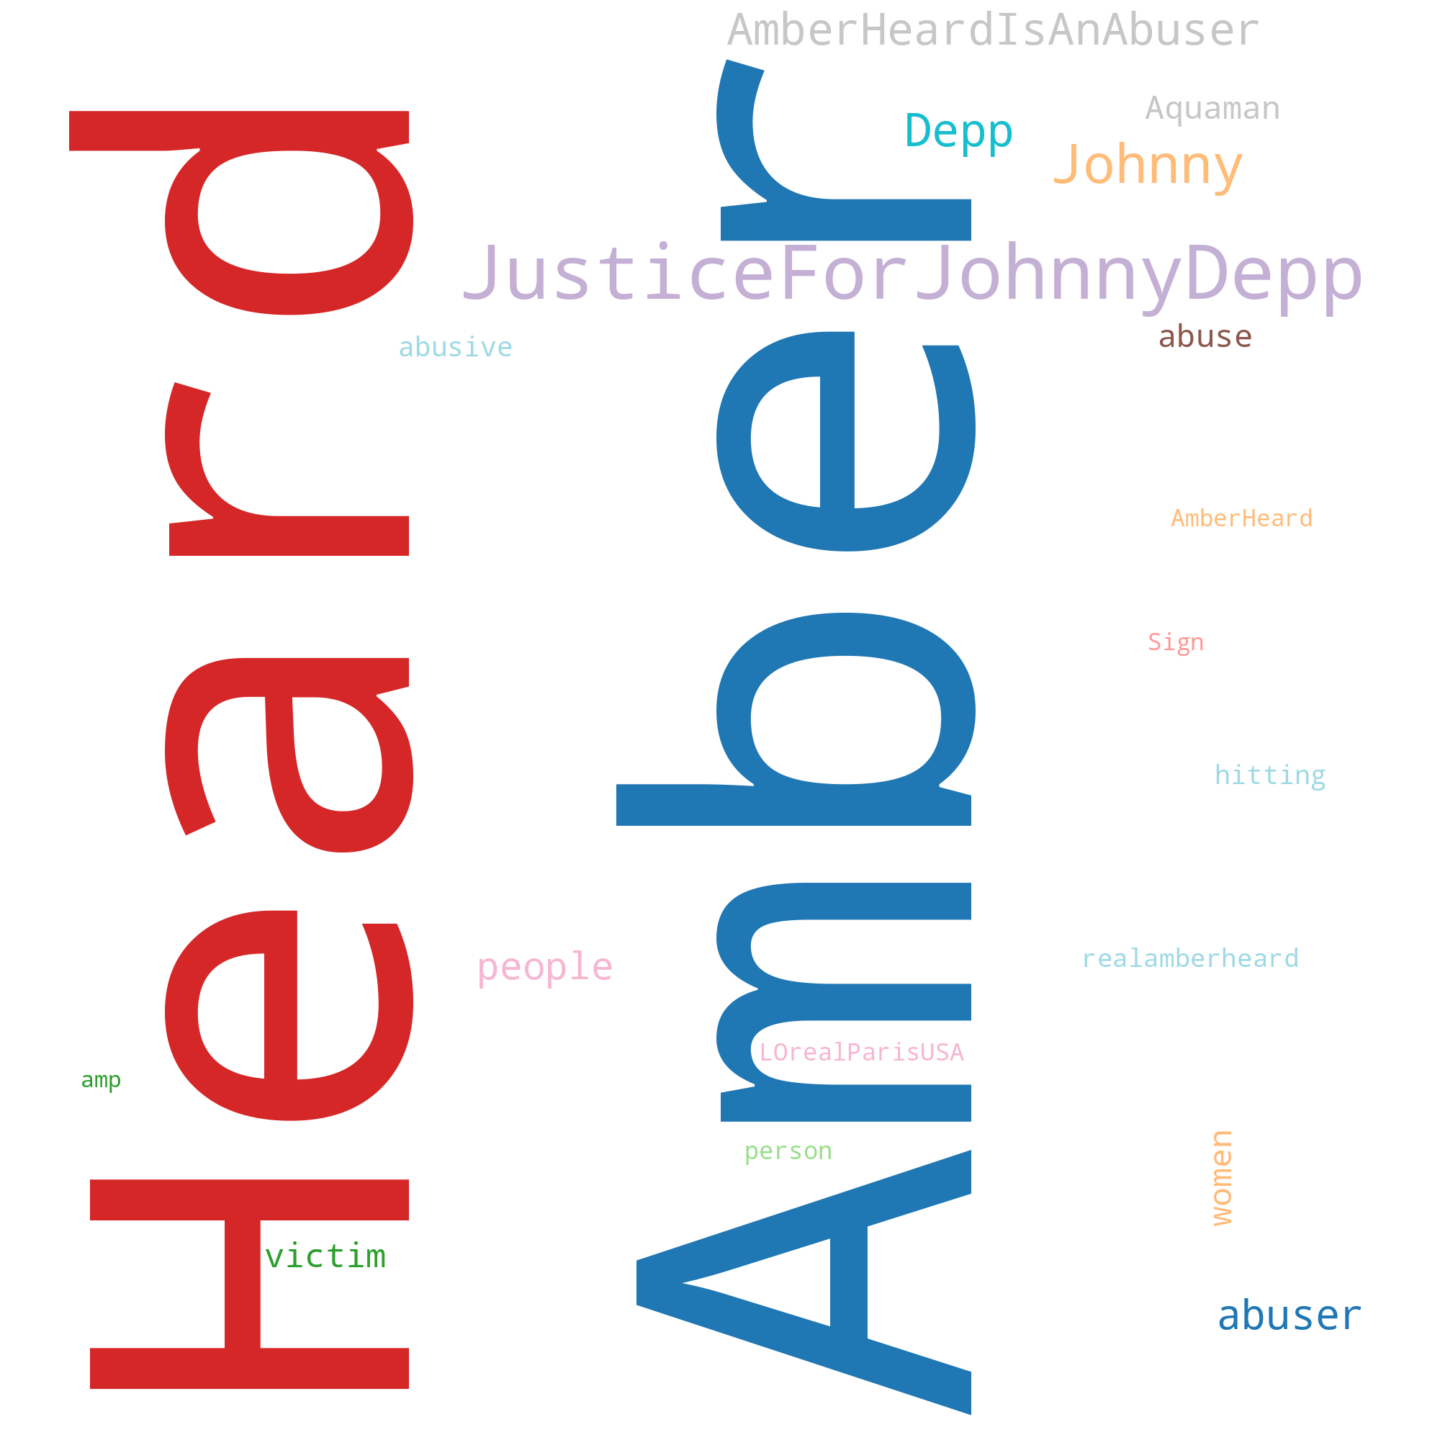 AmberHeardIsAnAbuser
Aquaman
Depp
Johnny
JusticeForJohnnyDepp
abusive
abuse
Heard
Amber
AmberHeard
Sign
hitting
people
realamberheard
LOrealParisUSA
amp
person
women
victim
abuser